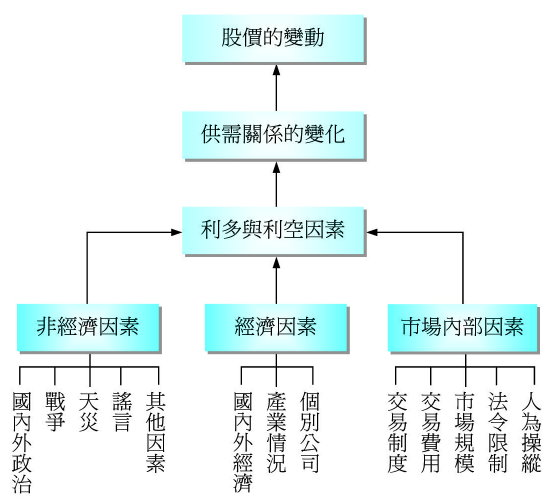 股價的變動
供需關係的變化
利多與利空因素
非經濟因素
經濟因素
市場內部因素
國內外政治
戰爭
天災
謠言
其他因素
國內外經濟
產業情況
個別公司
交易制度
交易費用
市場規模
法令限制
人為操縱